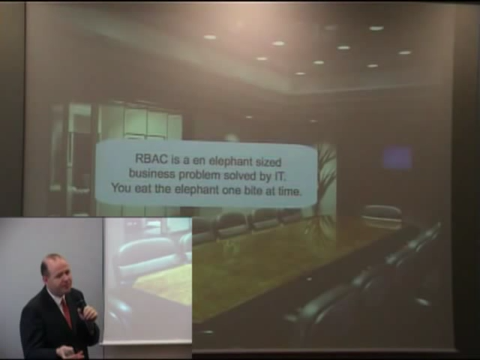 RBAC is a en elephant sized
business problem solved by IT.
You eat the elephant one bite at time.